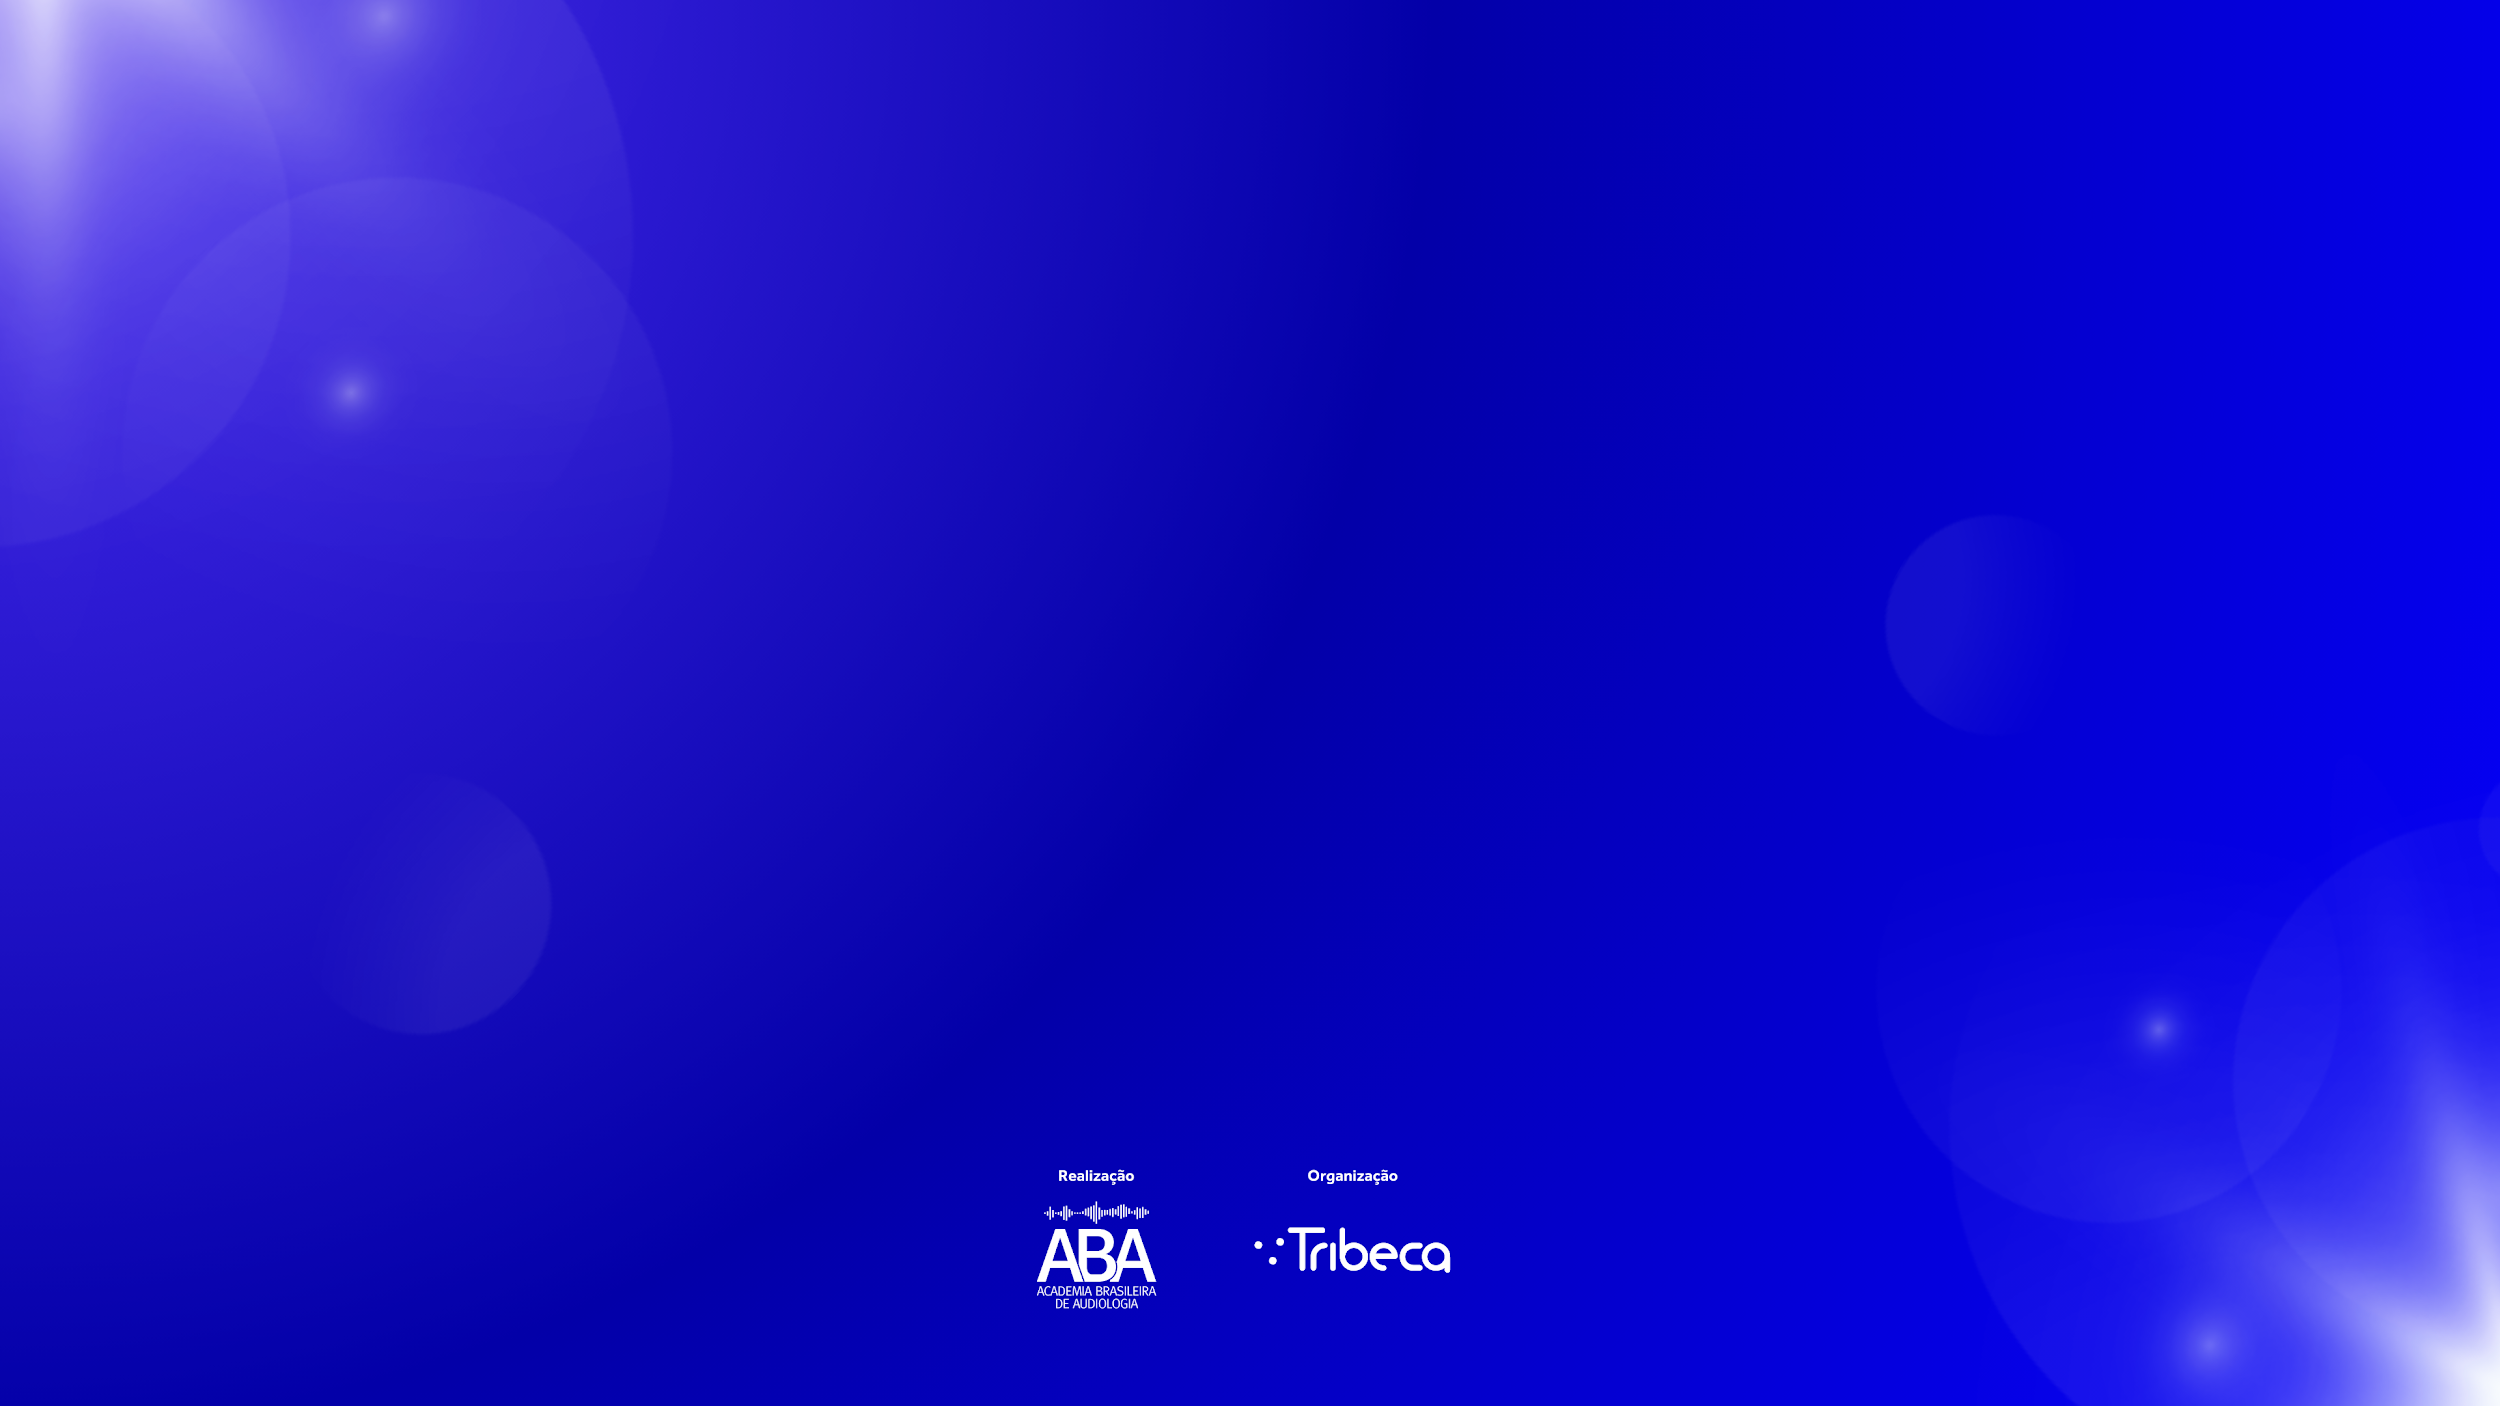 Realização
Organização
ABA
ACADEMIA BRASILEIRA
DE AUDIOLOGIA
Tribeca